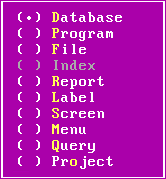 (•) Database
( ) Program
( ) File
( ) Index
( ) Report
( ) Label
( ) Screen
( ) Menu
( ) Query
( ) Project